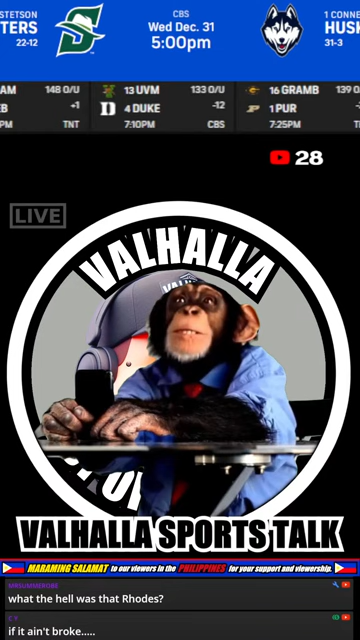 STETSON
TERS
22-12
CBS
Wed Dec. 31
5:00pm
1 CONNE
HUSK
31-3
AM
148 O/U
13 UVM
133 O/U
16 GRAMB
139 O/
EB
+1
4 DUKE
-12
1 PUR
PM
TNT
7:10PM
CBS
7:25PM
28
LIVE
VALHALLA
VALHALLA SPORTS TALK
MARAMING SALAMAT to our viewers in the PHILIPPINES for your support and viewership.
MRSUMMERTIME
what the hell was that Rhodes?
C Y
if it ain't broke.....